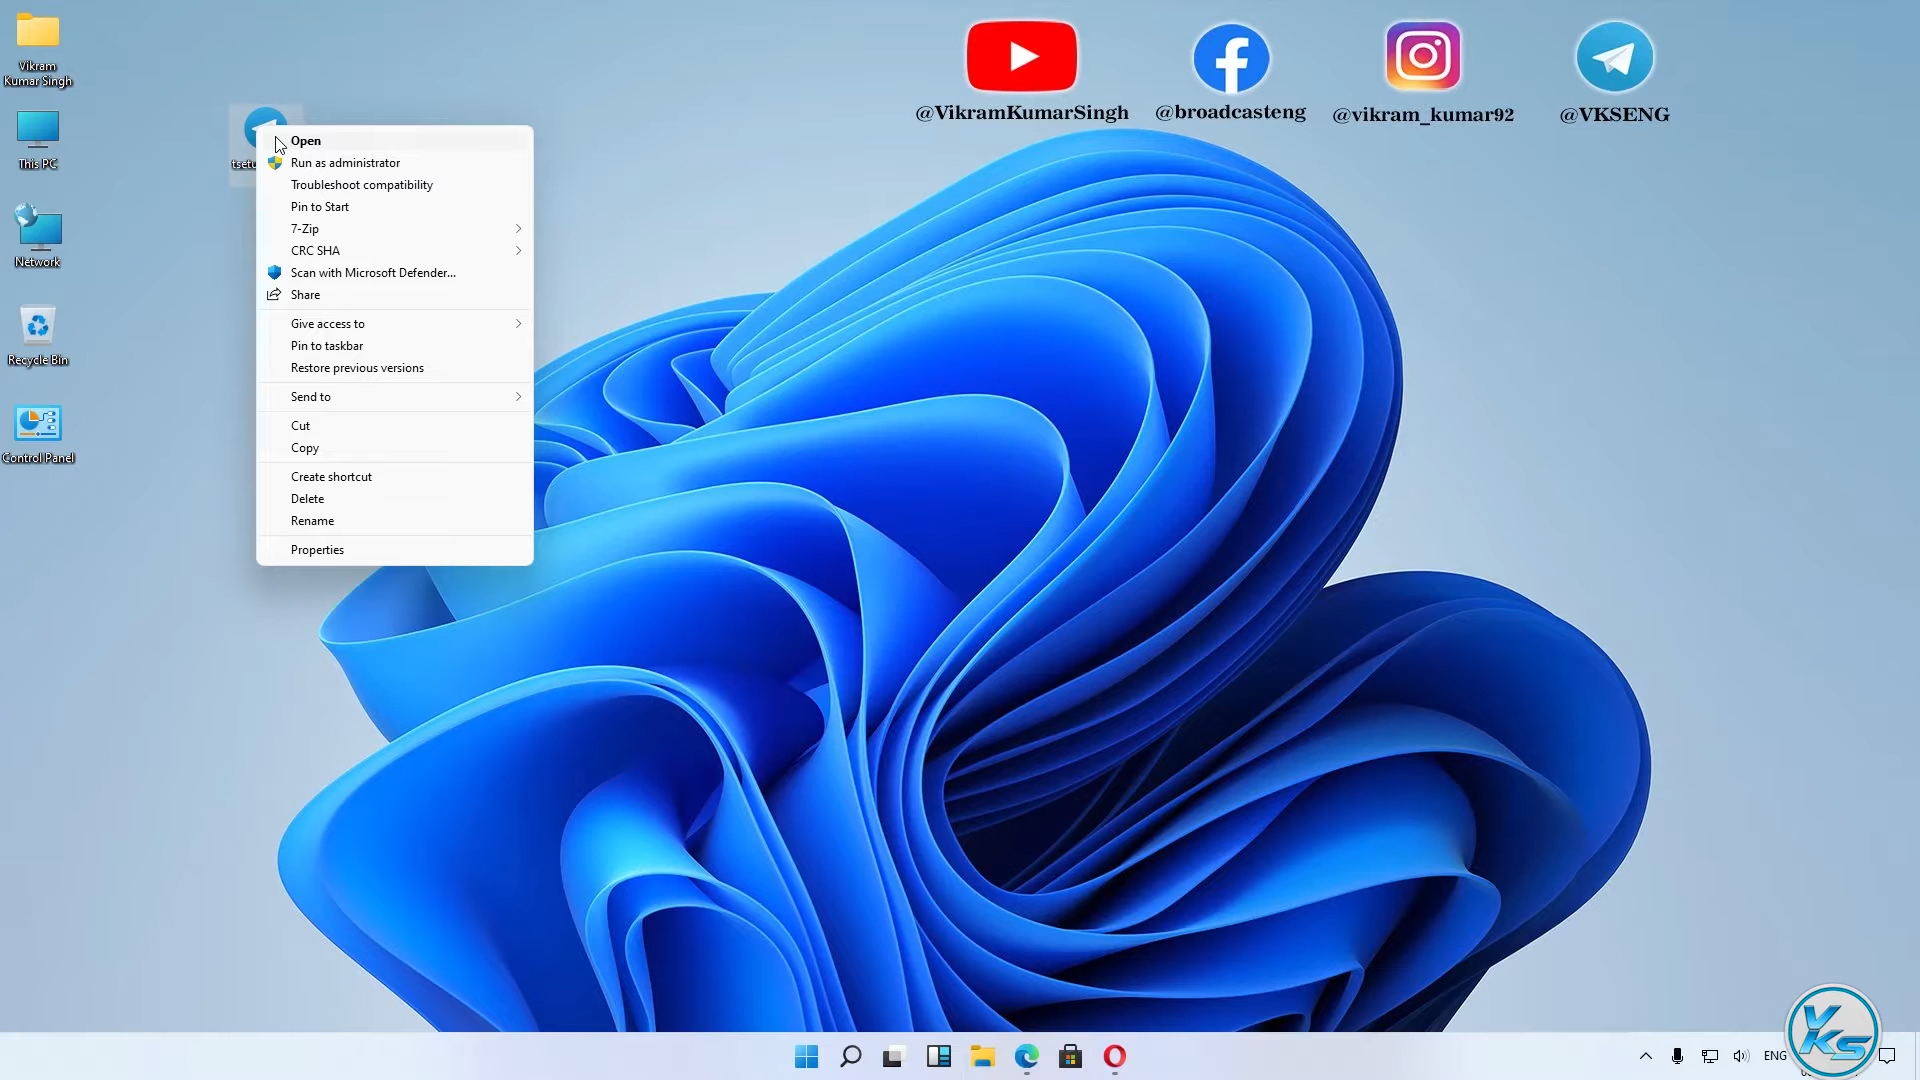 Vikram
Kumar Singh
This PC
Network
Recycle Bin
Control Panel
Open
Run as administrator
Troubleshoot compatibility
Pin to Start
7-Zip
CRC SHA
Scan with Microsoft Defender...
Share
Give access to
Pin to taskbar
Restore previous versions
Send to
Cut
Copy
Create shortcut
Delete
Rename
Properties
@VikramKumarSingh
@broadcasteng
@vikram_kumar92
@VKSENG
ENG
VKS